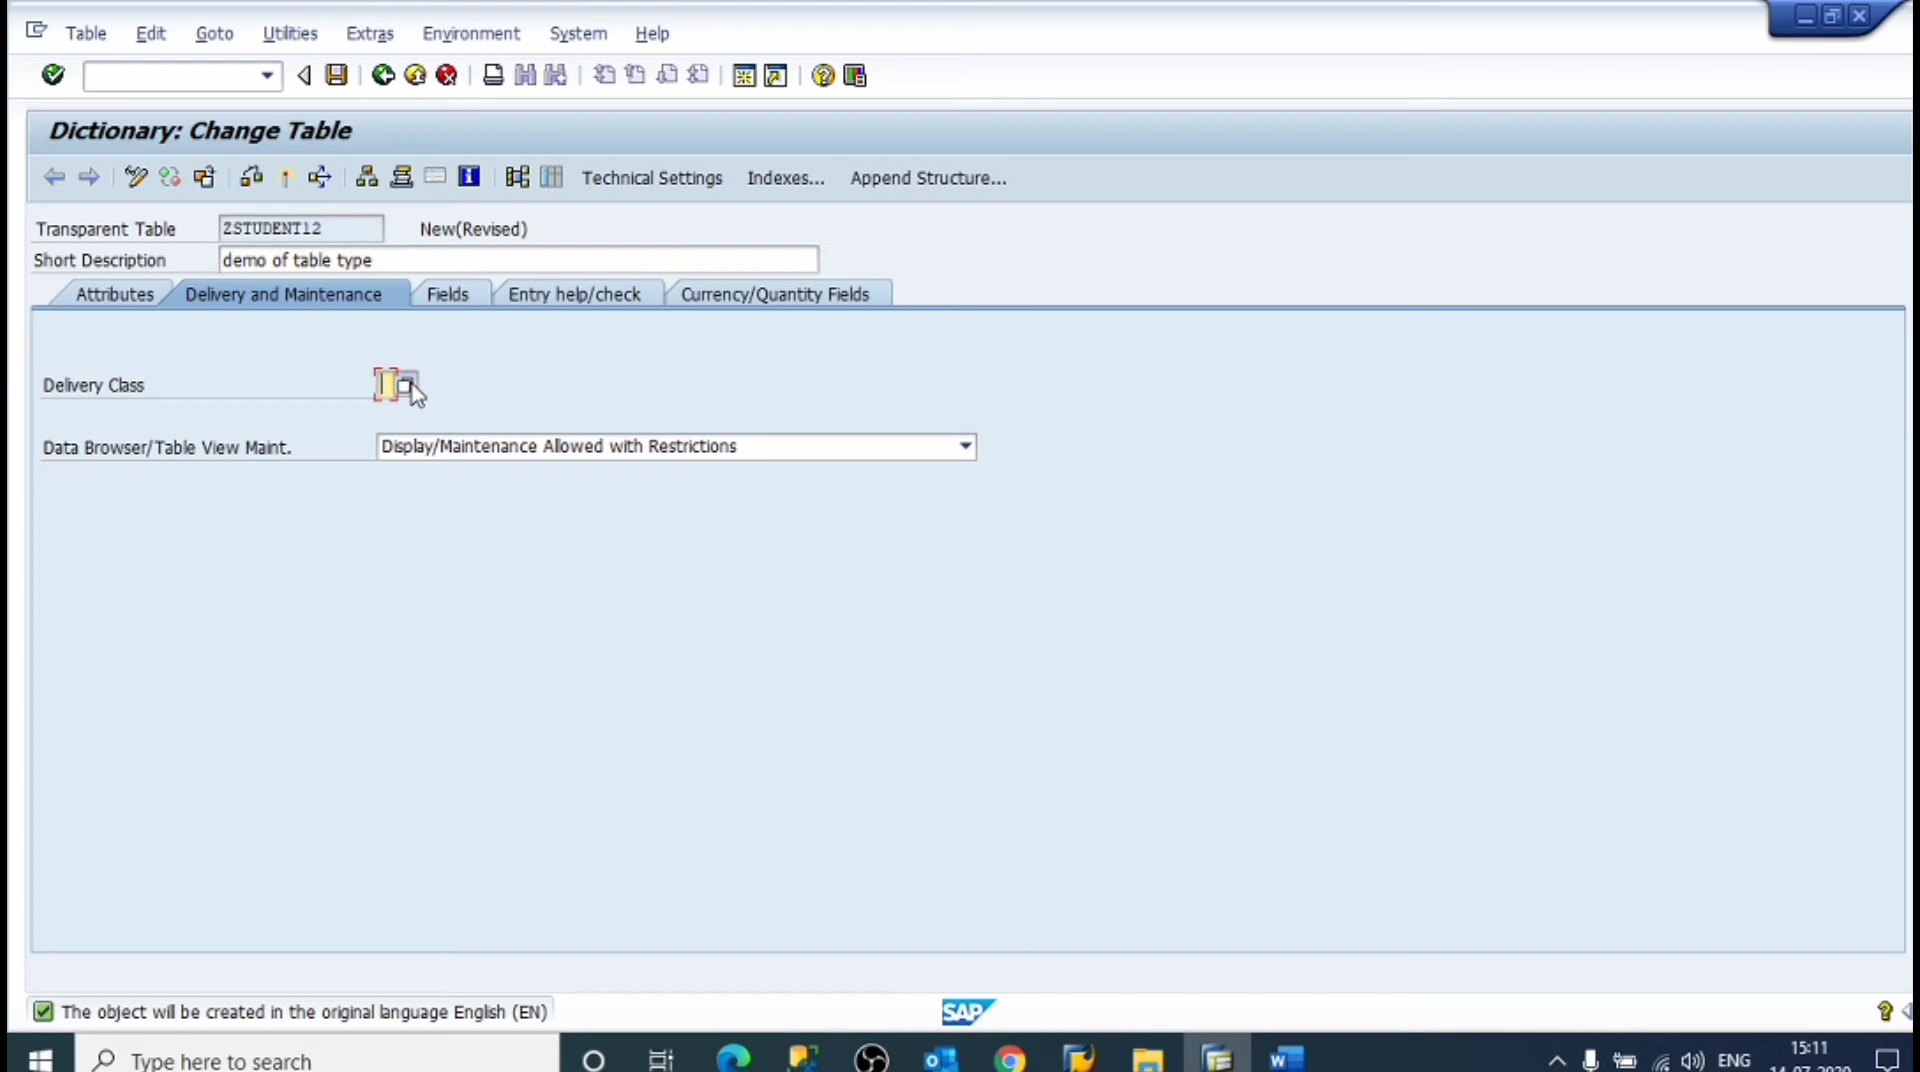 Table Edit Goto Utilities Extras Environment System Help
Dictionary: Change Table
Technical Settings Indexes... Append Structure...
Transparent Table ZSTUDENT12 New(Revised)
Short Description demo of table type
Attributes Delivery and Maintenance Fields Entry help/check Currency/Quantity Fields
Delivery Class
Data Browser/Table View Maint. Display/Maintenance Allowed with Restrictions
The object will be created in the original language English (EN)
SAP
Type here to search
ENG
15:11